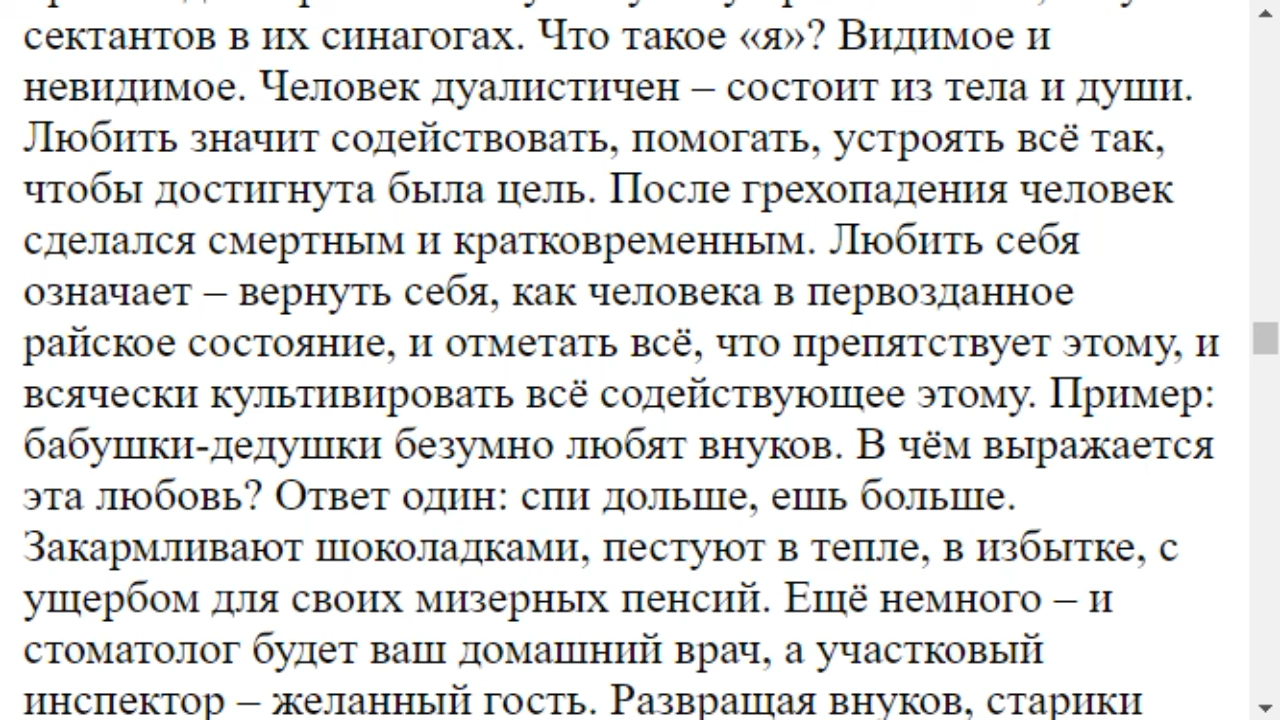 сектантов в их синагогах. Что такое «я»? Видимое и
невидимое. Человек дуалистичен – состоит из тела и души.
Любить значит содействовать, помогать, устроять всё так,
чтобы достигнута была цель. После грехопадения человек
сделался смертным и кратковременным. Любить себя
означает – вернуть себя, как человека в первозданное
райское состояние, и отметать всё, что препятствует этому, и
всячески культивировать всё содействующее этому. Пример:
бабушки-дедушки безумно любят внуков. В чём выражается
эта любовь? Ответ один: спи дольше, ешь больше.
Закармливают шоколадками, пестуют в тепле, в избытке, с
ущербом для своих мизерных пенсий. Ещё немного – и
стоматолог будет ваш домашний врач, а участковый
инспектор – желанный гость. Развращая внуков, старики